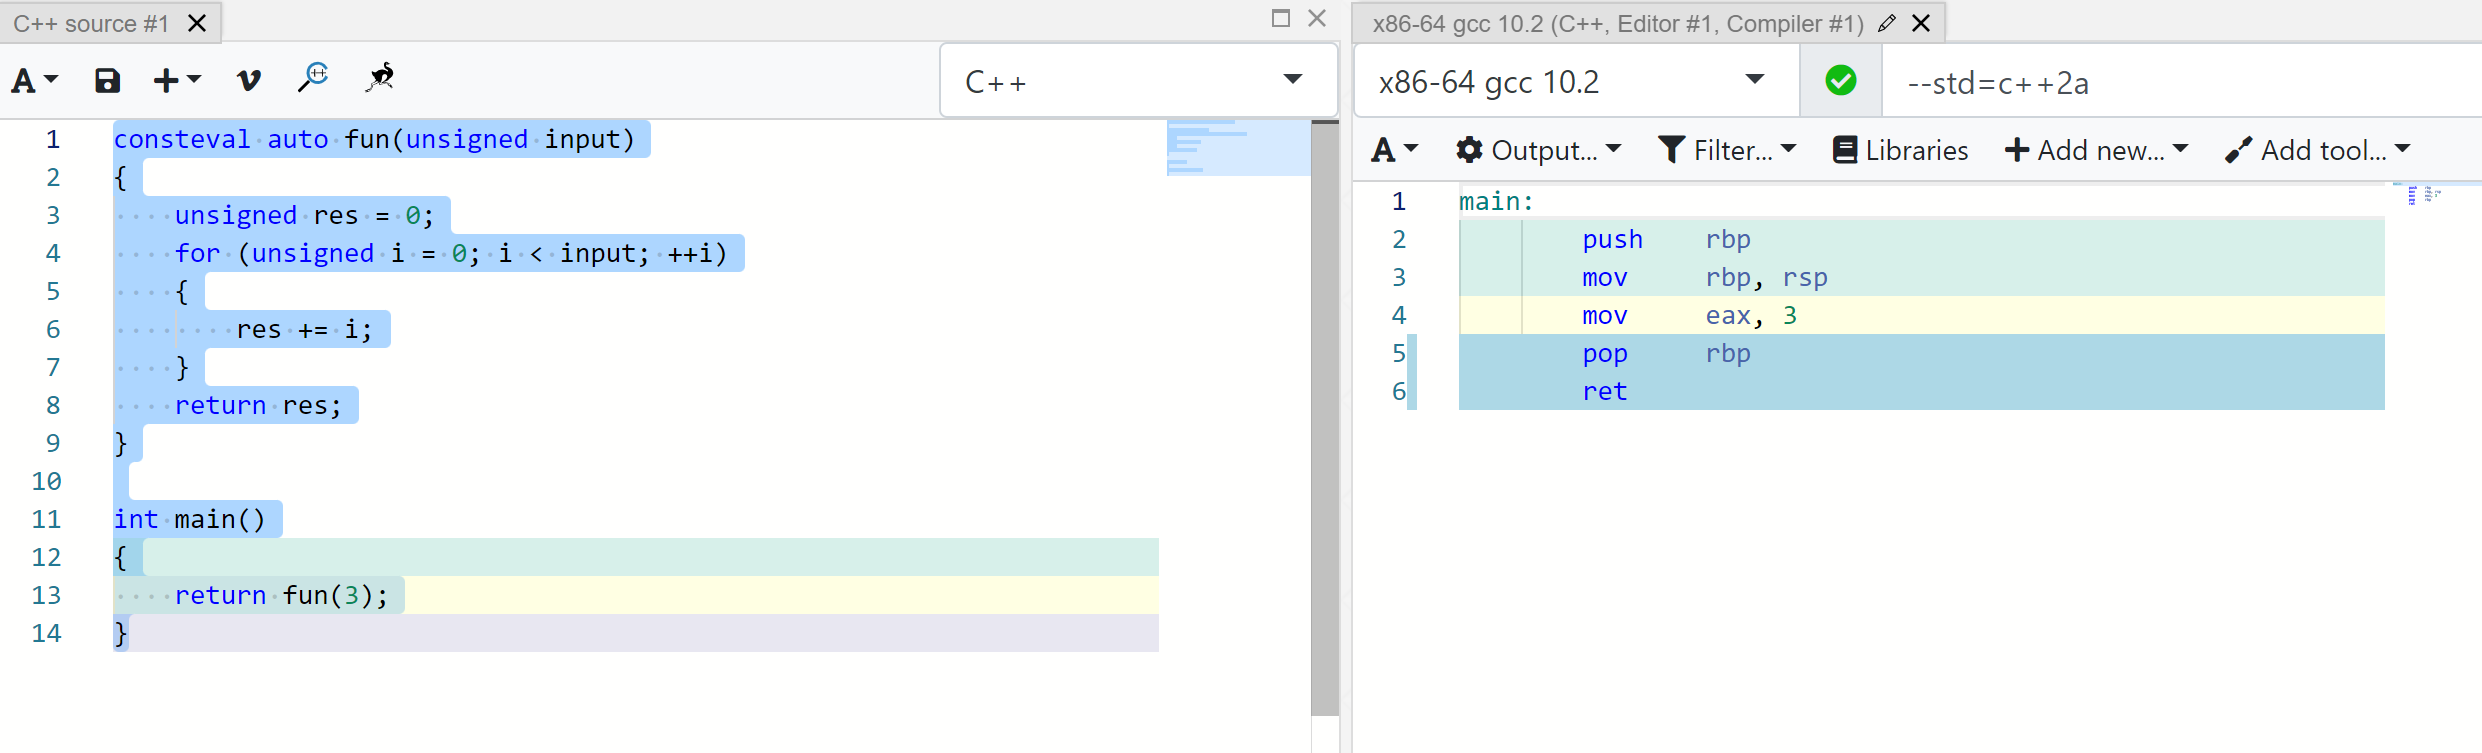 C++ source #1
x86-64 gcc 10.2 (C++, Editor #1, Compiler #1)
A
C++
x86-64 gcc 10.2
--std=c++2a
A Output... Filter... Libraries Add new... Add tool...
1 consteval auto fun(unsigned input)
2 {
3     unsigned res = 0;
4     for (unsigned i = 0; i < input; ++i)
5     {
6         res += i;
7     }
8     return res;
9 }
10
11 int main()
12 {
13     return fun(3);
14 }
1 main:
2         push    rbp
3         mov     rbp, rsp
4         mov     eax, 3
5         pop     rbp
6         ret